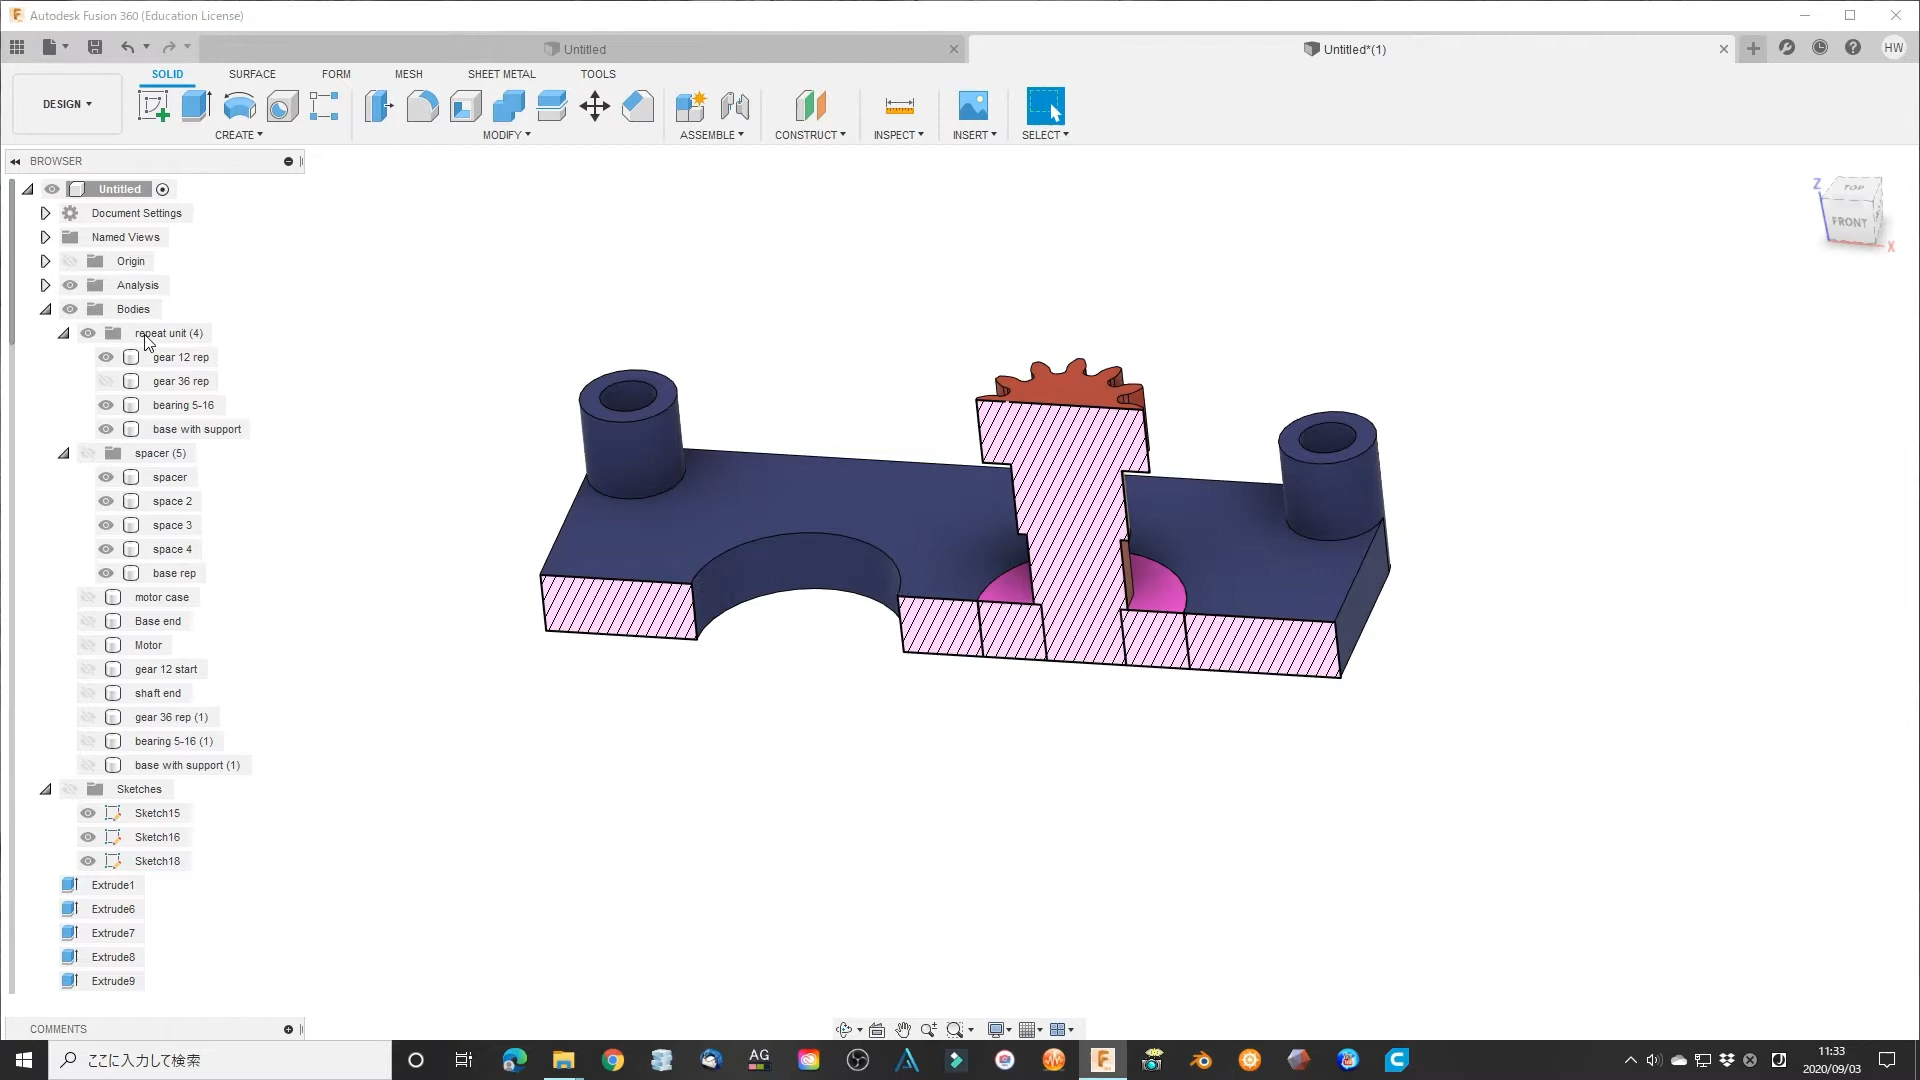 Autodesk Fusion 360 (Education License)
Untitled
Untitled*(1)
HW
DESIGN
SOLID
SURFACE
FORM
MESH
SHEET METAL
TOOLS
CREATE
MODIFY
ASSEMBLE
CONSTRUCT
INSPECT
INSERT
SELECT
BROWSER
Untitled
Document Settings
Named Views
Origin
Analysis
Bodies
repeat unit (4)
gear 12 rep
gear 36 rep
bearing 5-16
base with support
spacer (5)
spacer
space 2
space 3
space 4
base rep
motor case
Base end
Motor
gear 12 start
shaft end
gear 36 rep (1)
bearing 5-16 (1)
base with support (1)
Sketches
Sketch15
Sketch16
Sketch18
Extrude1
Extrude6
Extrude7
Extrude8
Extrude9
Z
TOP
FRONT
X
COMMENTS
ここに入力して検索
AG
11:33
2020/09/03